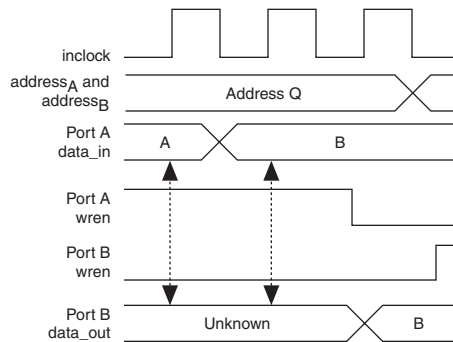 inclock
addressA and
addressB
Address Q
Port A
data_in
A
B
Port A
wren
Port B
wren
Port B
data_out
Unknown
B